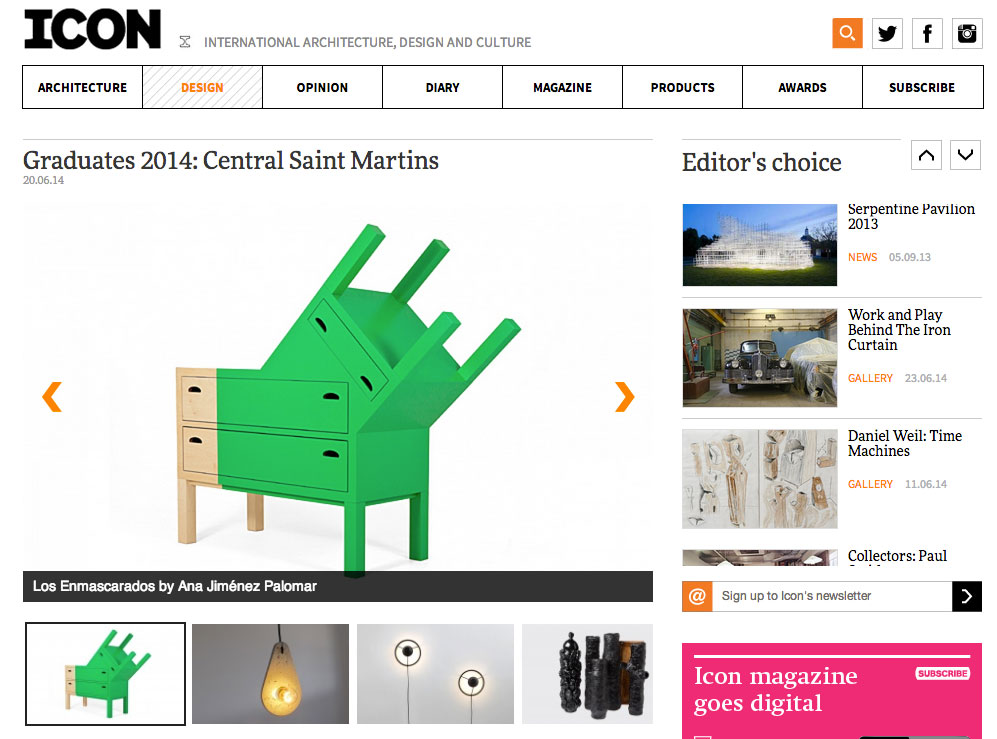 ICON
INTERNATIONAL ARCHITECTURE, DESIGN AND CULTURE
ARCHITECTURE
DESIGN
OPINION
DIARY
MAGAZINE
PRODUCTS
AWARDS
SUBSCRIBE
Graduates 2014: Central Saint Martins
20.06.14
Los Enmascarados by Ana Jiménez Palomar
Editor's choice
Serpentine Pavilion
2013
NEWS 05.09.13
Work and Play
Behind The Iron
Curtain
GALLERY 23.06.14
Daniel Weil: Time
Machines
GALLERY 11.06.14
Collectors: Paul
@ Sign up to Icon's newsletter
Icon magazine
goes digital
SUBSCRIBE